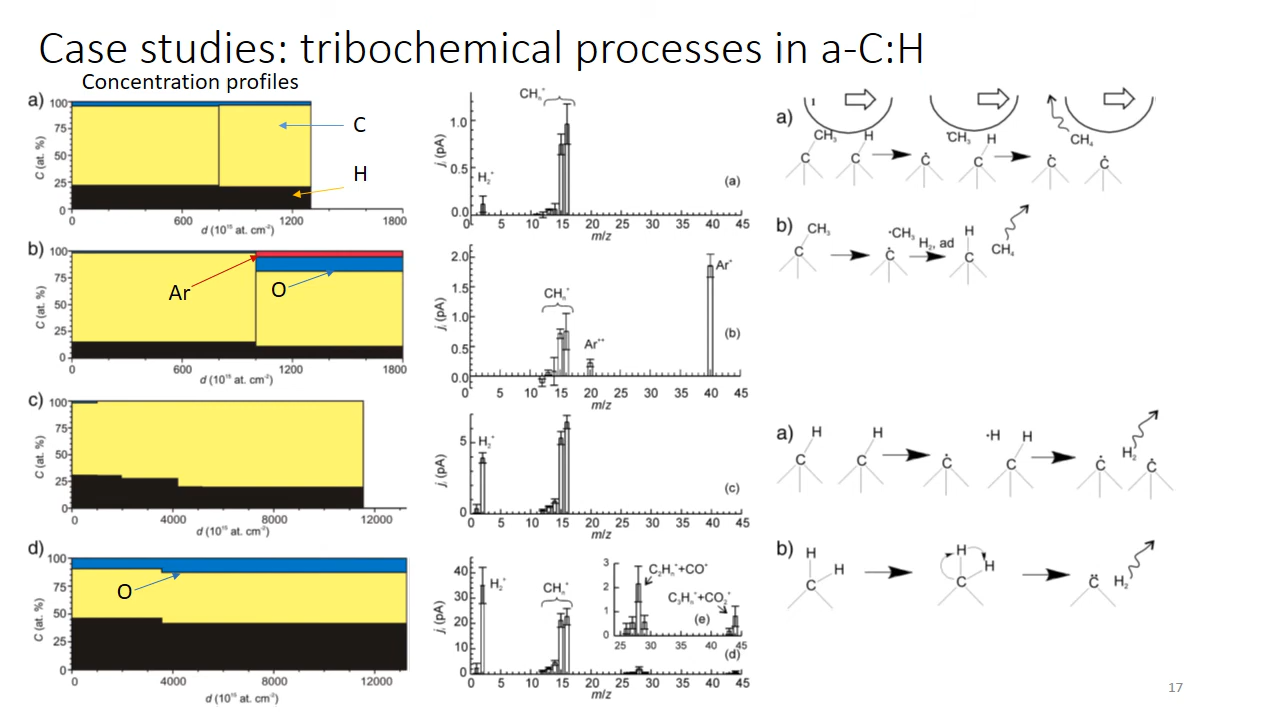 Case studies: tribochemical processes in a-C:H
Concentration profiles
a)
100
75
50
25
0
C (at. %)
0 600 1200 1800
d (10¹⁵ at. cm⁻²)
C
H
b)
100
75
50
25
0
C (at. %)
Ar
O
0 600 1200 1800
d (10¹⁵ at. cm⁻²)
c)
100
75
50
25
0
C (at. %)
0 4000 8000 12000
d (10¹⁵ at. cm⁻²)
d)
100
75
50
25
0
C (at. %)
O
0 4000 8000 12000
d (10¹⁵ at. cm⁻²)
CHₙ⁺
1.0
0.5
0.0
j (pA)
H₂⁺
(a)
0 5 10 15 20 25 30 35 40 45
m/z
2.0
1.5
1.0
0.5
0.0
j (pA)
CHₙ⁺
Ar⁺⁺
Ar⁺
(b)
5 10 15 20 25 30 35 40 45
m/z
5
0
j (pA)
H₂⁺
(c)
0 5 10 15 20 25 30 35 40 45
m/z
40
30
20
10
0
j (pA)
H₂⁺
CHₙ⁺
3
2
1
0
C₂Hₙ⁺+CO⁺
C₃Hₙ⁺+CO₂⁺
(e)
25 30 35 40 45
(d)
0 5 10 15 20 25 30 35 40 45
m/z
a)
CH₃ H ·CH₃ H CH₄
C C Ċ C Ċ Ċ
b)
CH₃ ·CH₃ H₂, ad H CH₄
C Ċ C
a)
H H ·H H H₂
C C Ċ C Ċ Ċ
b)
H H H H H₂
C C C̈
17